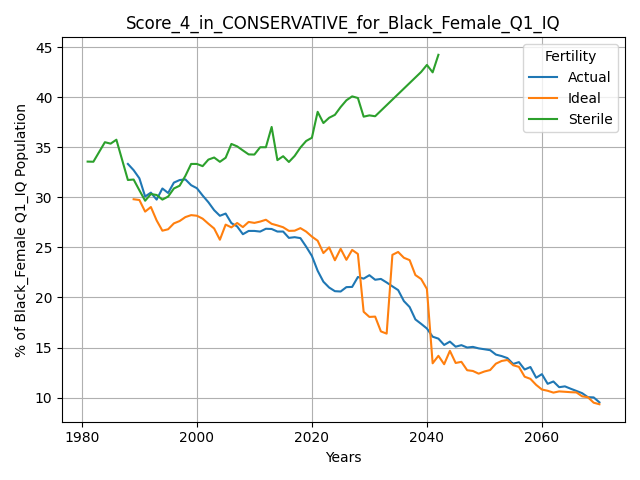 Score_4_in_CONSERVATIVE_for_Black_Female_Q1_IQ
% of Black_Female Q1_IQ Population
45
40
35
30
25
20
15
10
1980
2000
2020
2040
2060
Years
Fertility
Actual
Ideal
Sterile